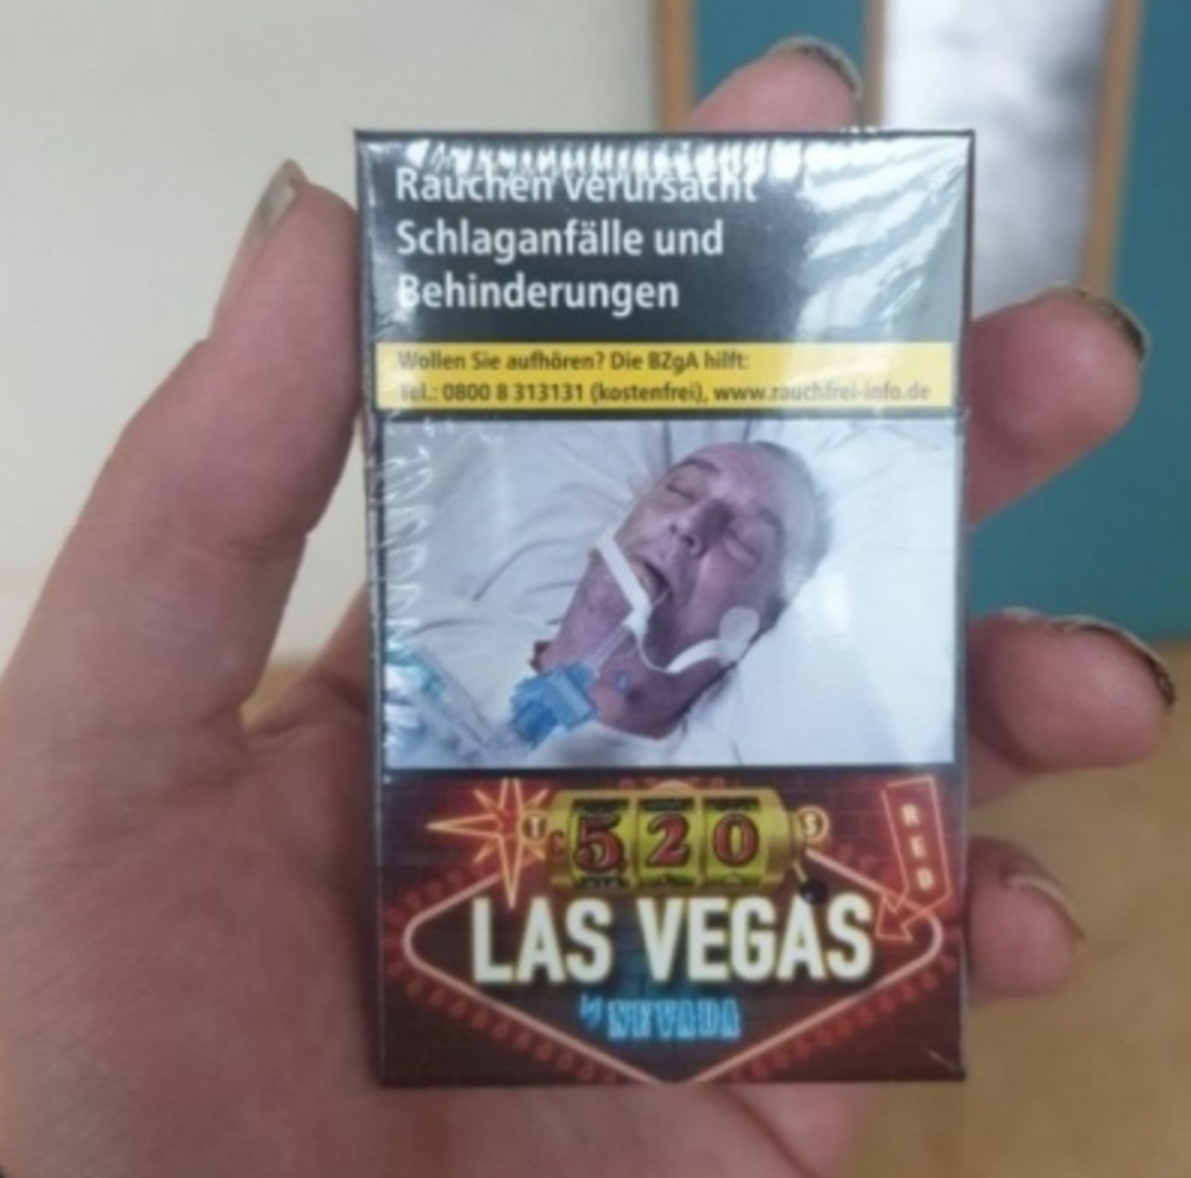 Rauchen verursacht
Schlaganfälle und
Behinderungen
Wollen Sie aufhören? Die BZgA hilft:
Tel.: 0800 8 313131 (kostenfrei), www.rauchfrei-info.de
520
RED
LAS VEGAS
by NEVADA